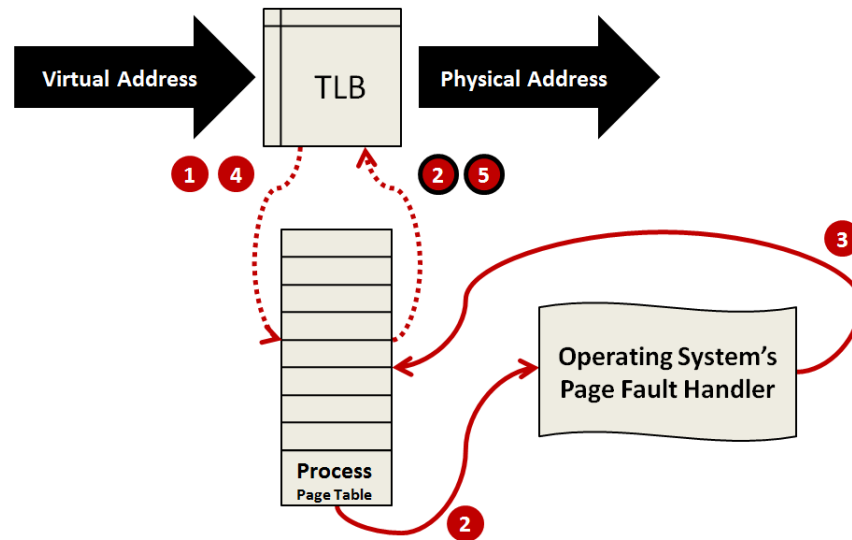 Virtual Address
TLB
Physical Address
1
4
2
5
3
Operating System's
Page Fault Handler
Process
Page Table
2